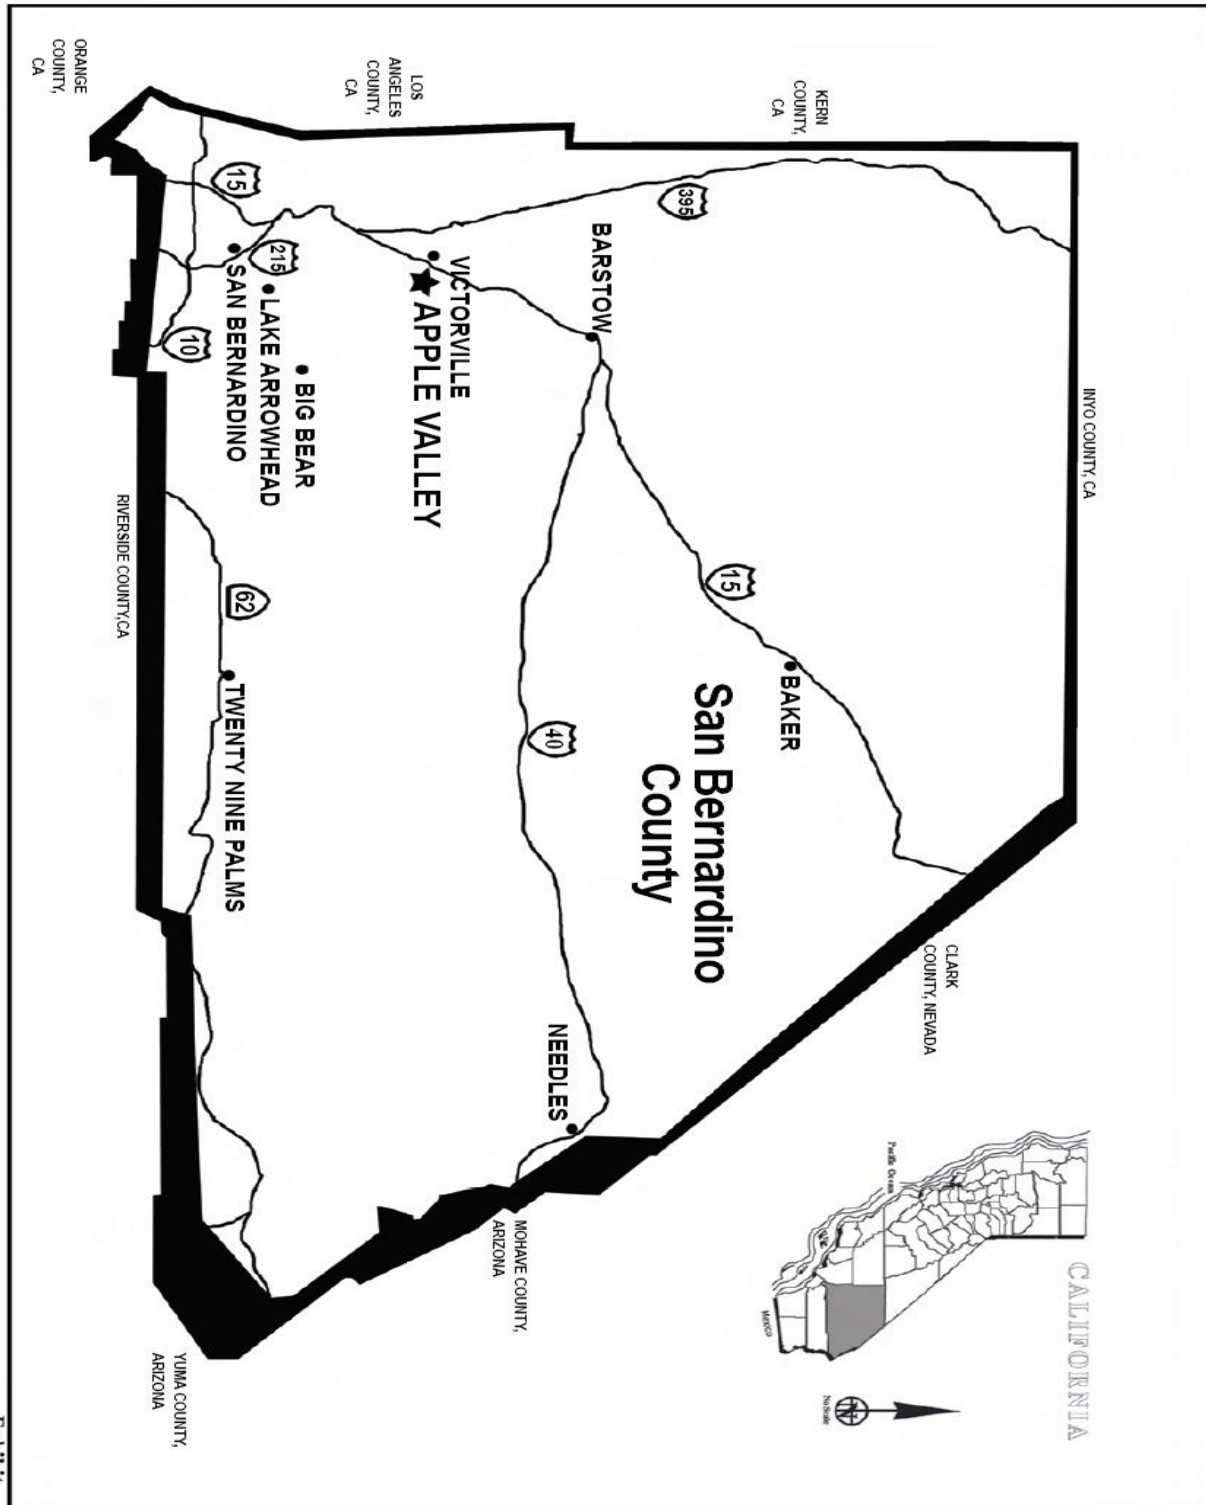 INYO COUNTY, CA
CALIFORNIA
Pacific Ocean
Mexico
N
No Scale
CLARK
COUNTY, NEVADA
KERN
COUNTY,
CA
BAKER
15
395
San Bernardino
County
BARSTOW
40
NEEDLES
MOHAVE COUNTY,
ARIZONA
VICTORVILLE
APPLE VALLEY
LOS
ANGELES
COUNTY,
CA
BIG BEAR
215
LAKE ARROWHEAD
15
SAN BERNARDINO
62
TWENTY NINE PALMS
10
YUMA COUNTY,
ARIZONA
RIVERSIDE COUNTY,CA
ORANGE
COUNTY,
CA